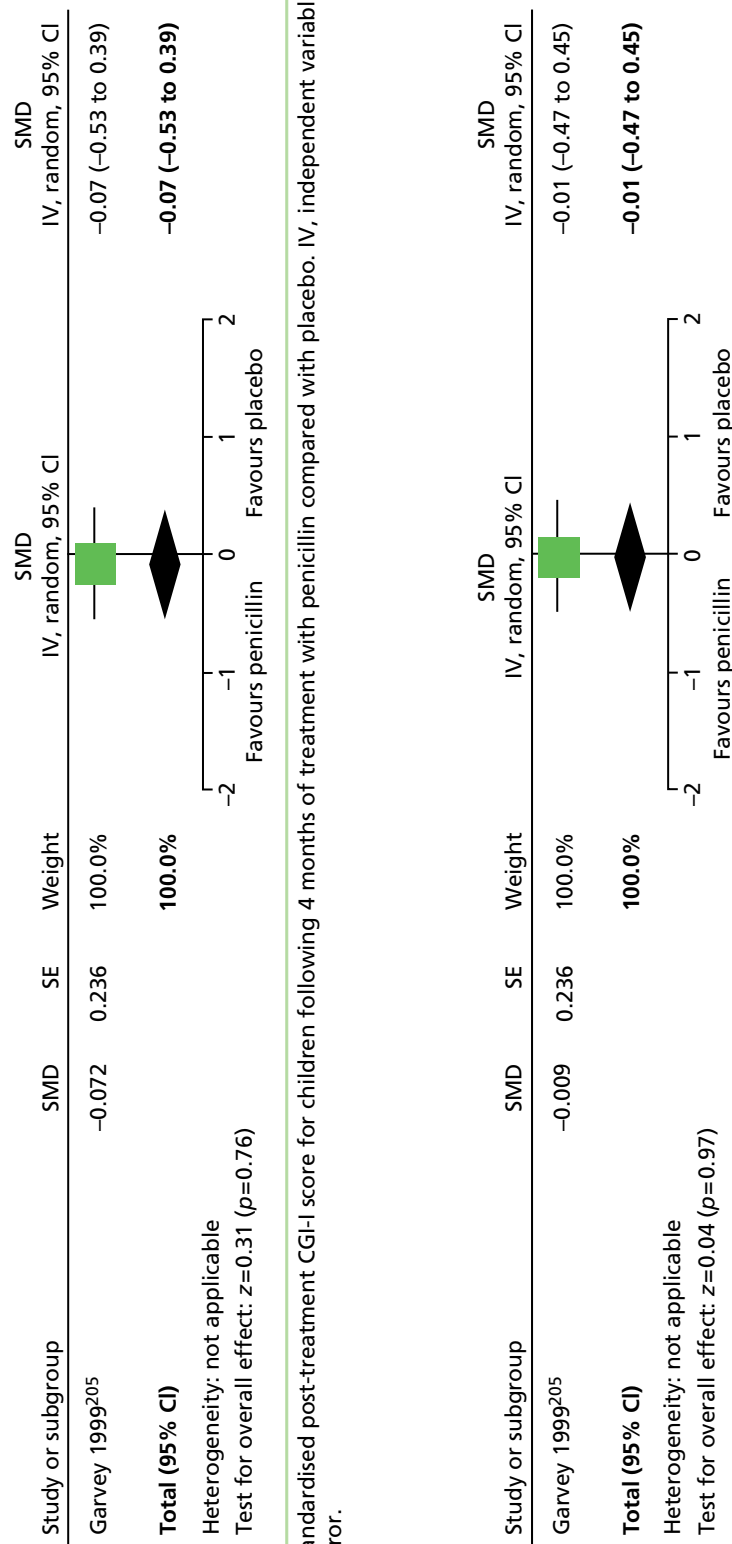 SMD SMD
Study or subgroup SMD SE Weight IV, random, 95% CI IV, random, 95% CI
Garvey 1999205 −0.072 0.236 100.0% −0.07 (−0.53 to 0.39)
Total (95% CI) 100.0% −0.07 (−0.53 to 0.39)
Heterogeneity: not applicable
Test for overall effect: z=0.31 (p=0.76)
−2 −1 0 1 2
Favours penicillin Favours placebo
andardised post-treatment CGI-I score for children following 4 months of treatment with penicillin compared with placebo. IV, independent variabl
ror.
SMD SMD
Study or subgroup SMD SE Weight IV, random, 95% CI IV, random, 95% CI
Garvey 1999205 −0.009 0.236 100.0% −0.01 (−0.47 to 0.45)
Total (95% CI) 100.0% −0.01 (−0.47 to 0.45)
Heterogeneity: not applicable
Test for overall effect: z=0.04 (p=0.97)
−2 −1 0 1 2
Favours penicillin Favours placebo